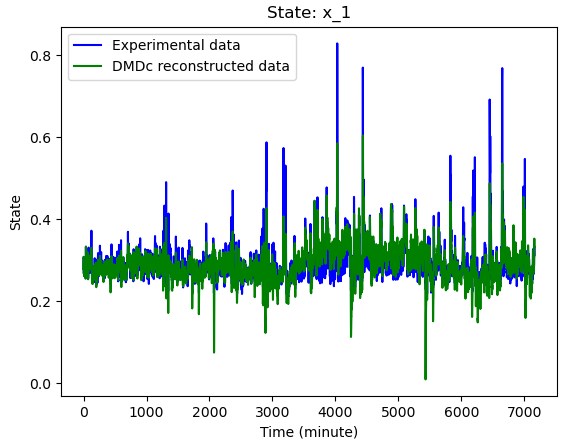 State: x_1
Experimental data
DMDc reconstructed data
0.8
0.6
0.4
0.2
0.0
State
0 1000 2000 3000 4000 5000 6000 7000
Time (minute)